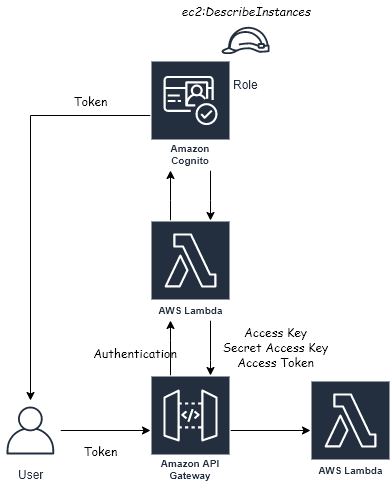 ec2:DescribeInstances
Role
Token
Amazon
Cognito
AWS Lambda
Authentication
Access Key
Secret Access Key
Access Token
Token
User
Amazon API
Gateway
AWS Lambda